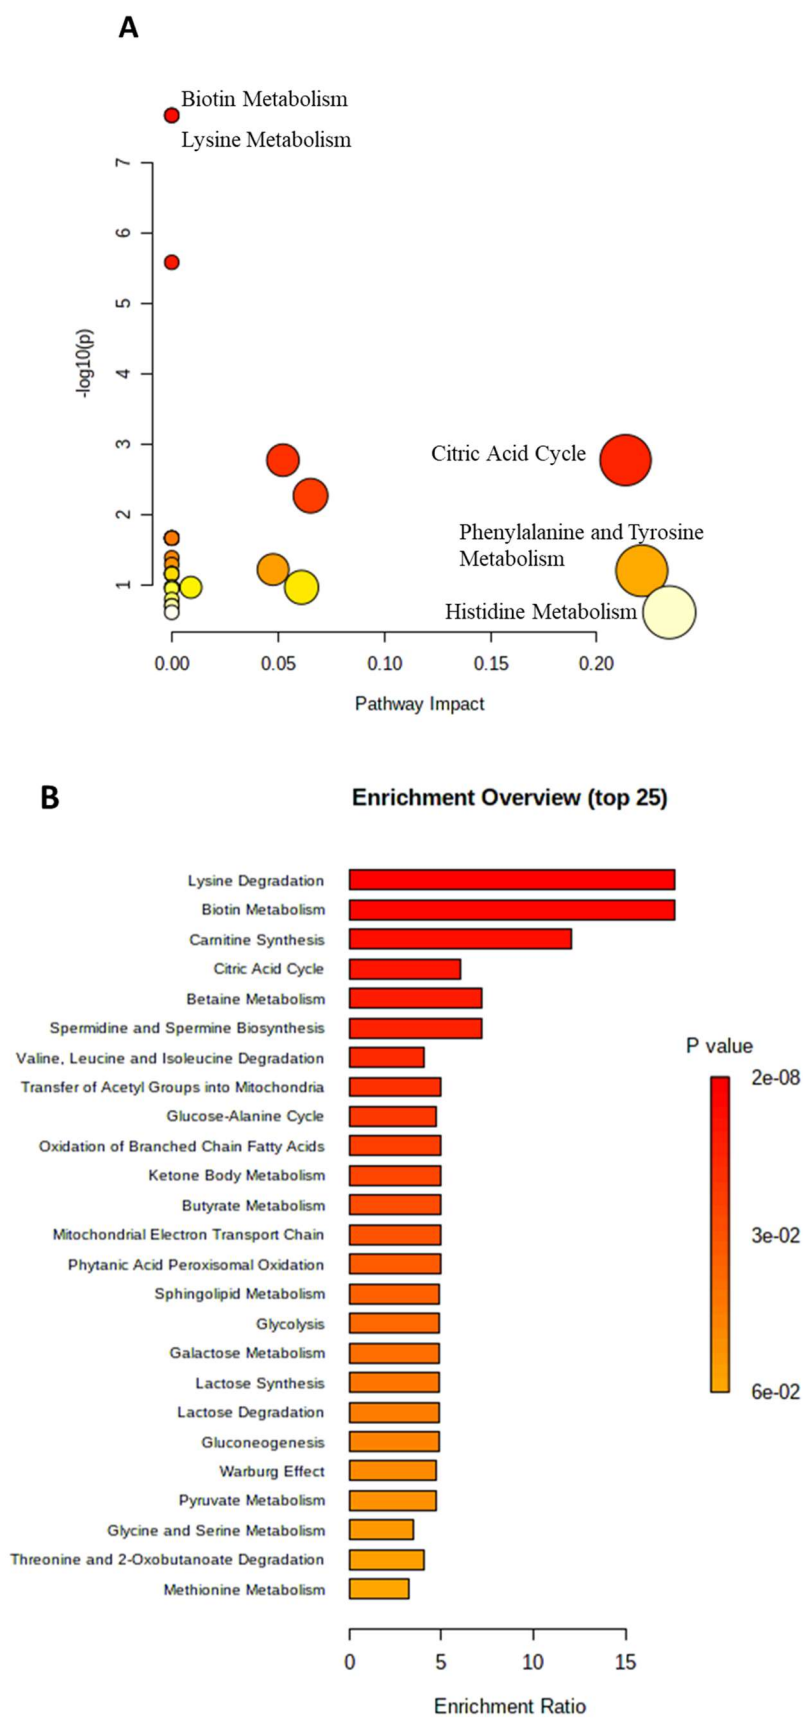 A
Biotin Metabolism
Lysine Metabolism
7
6
5
4
3
2
1
-log10(p)
Citric Acid Cycle
Phenylalanine and Tyrosine
Metabolism
Histidine Metabolism
0.00 0.05 0.10 0.15 0.20
Pathway Impact
B
Enrichment Overview (top 25)
Lysine Degradation
Biotin Metabolism
Carnitine Synthesis
Citric Acid Cycle
Betaine Metabolism
Spermidine and Spermine Biosynthesis
Valine, Leucine and Isoleucine Degradation
Transfer of Acetyl Groups into Mitochondria
Glucose-Alanine Cycle
Oxidation of Branched Chain Fatty Acids
Ketone Body Metabolism
Butyrate Metabolism
Mitochondrial Electron Transport Chain
Phytanic Acid Peroxisomal Oxidation
Sphingolipid Metabolism
Glycolysis
Galactose Metabolism
Lactose Synthesis
Lactose Degradation
Gluconeogenesis
Warburg Effect
Pyruvate Metabolism
Glycine and Serine Metabolism
Threonine and 2-Oxobutanoate Degradation
Methionine Metabolism
P value
2e-08
3e-02
6e-02
0 5 10 15
Enrichment Ratio